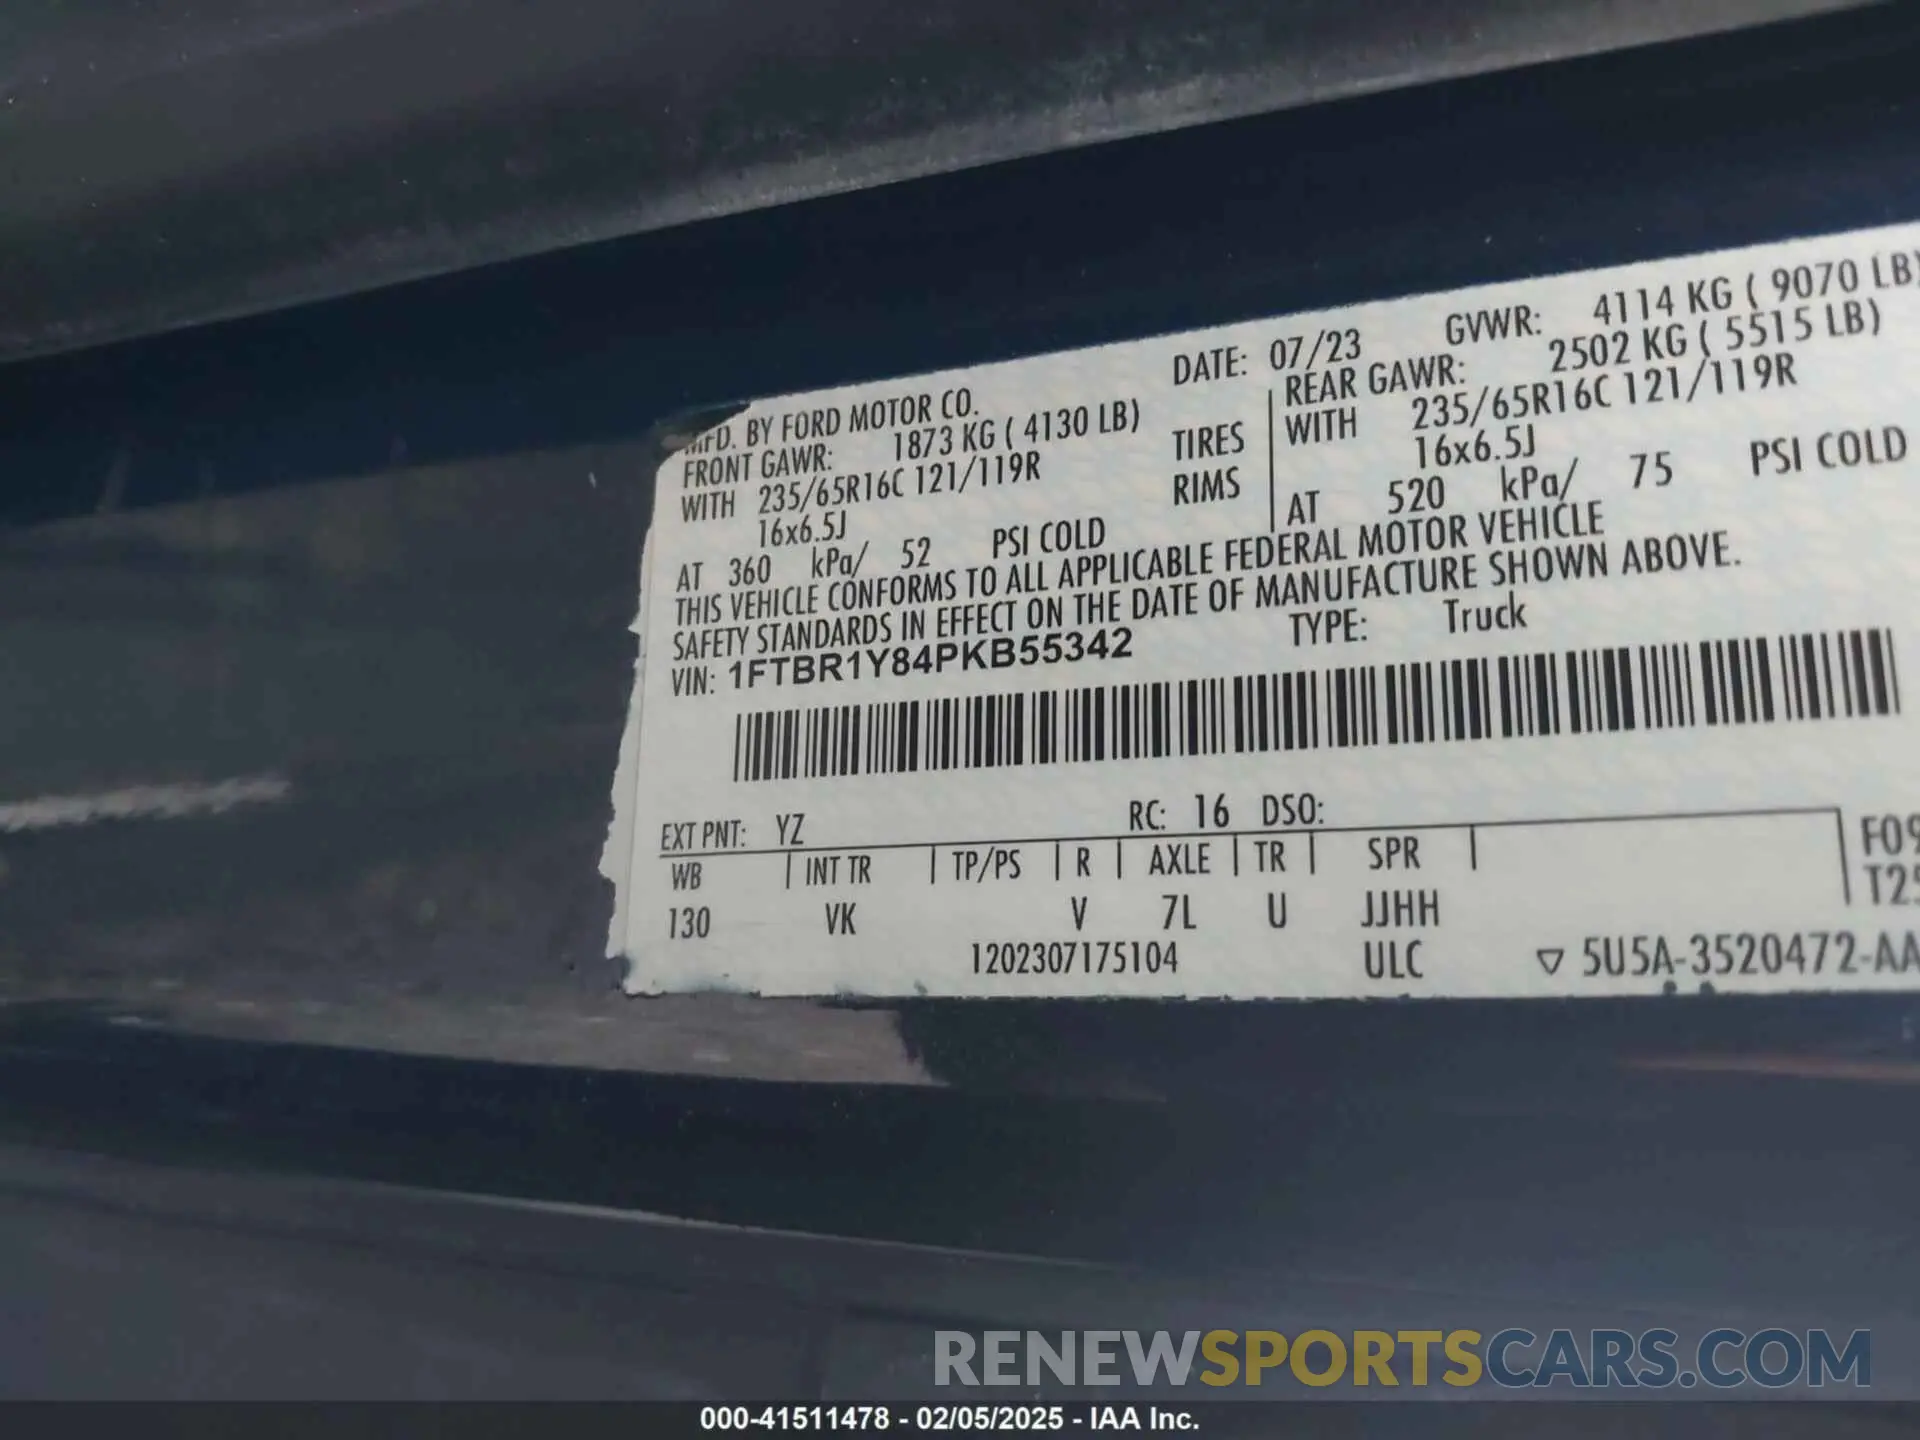 MFD. BY FORD MOTOR CO. DATE: 07/23 GVWR: 4114 KG ( 9070 LB)
FRONT GAWR: 1873 KG ( 4130 LB) REAR GAWR: 2502 KG ( 5515 LB)
WITH 235/65R16C 121/119R TIRES WITH 235/65R16C 121/119R
16x6.5J RIMS 16x6.5J
AT 360 kPa/ 52 PSI COLD AT 520 kPa/ 75 PSI COLD
THIS VEHICLE CONFORMS TO ALL APPLICABLE FEDERAL MOTOR VEHICLE
SAFETY STANDARDS IN EFFECT ON THE DATE OF MANUFACTURE SHOWN ABOVE.
VIN: 1FTBR1Y84PKB55342 TYPE: Truck
EXT PNT: YZ RC: 16 DSO:
WB INT TR TP/PS R AXLE TR SPR
130 VK V 7L U JJHH
1202307175104 ULC ▽ 5U5A-3520472-AA
RENEWSPORTSCARS.COM
000-41511478 - 02/05/2025 - IAA Inc.